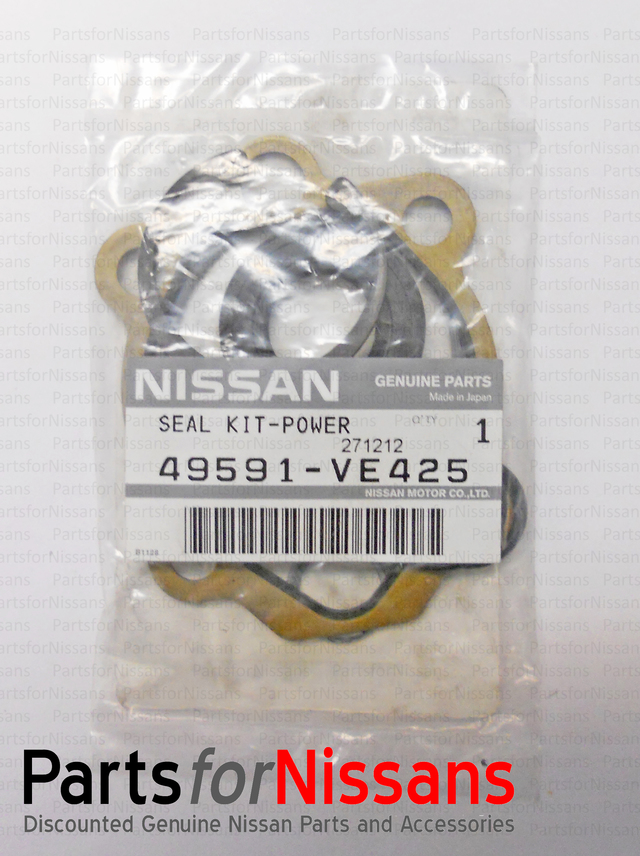 NISSAN
GENUINE PARTS
Made in Japan
SEAL KIT-POWER
Q'TY
1
271212
49591-VE425
NISSAN MOTOR CO.,LTD.
R1128
PartsforNissans
Discounted Genuine Nissan Parts and Accessories